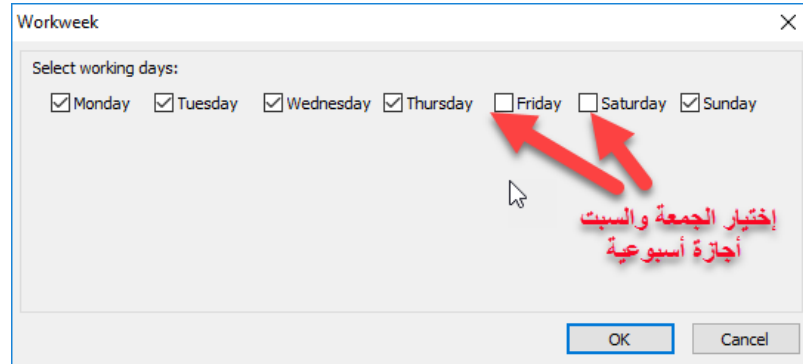 Workweek
Select working days:
Monday Tuesday Wednesday Thursday Friday Saturday Sunday
إختيار الجمعة والسبت
أجازة أسبوعية
OK Cancel